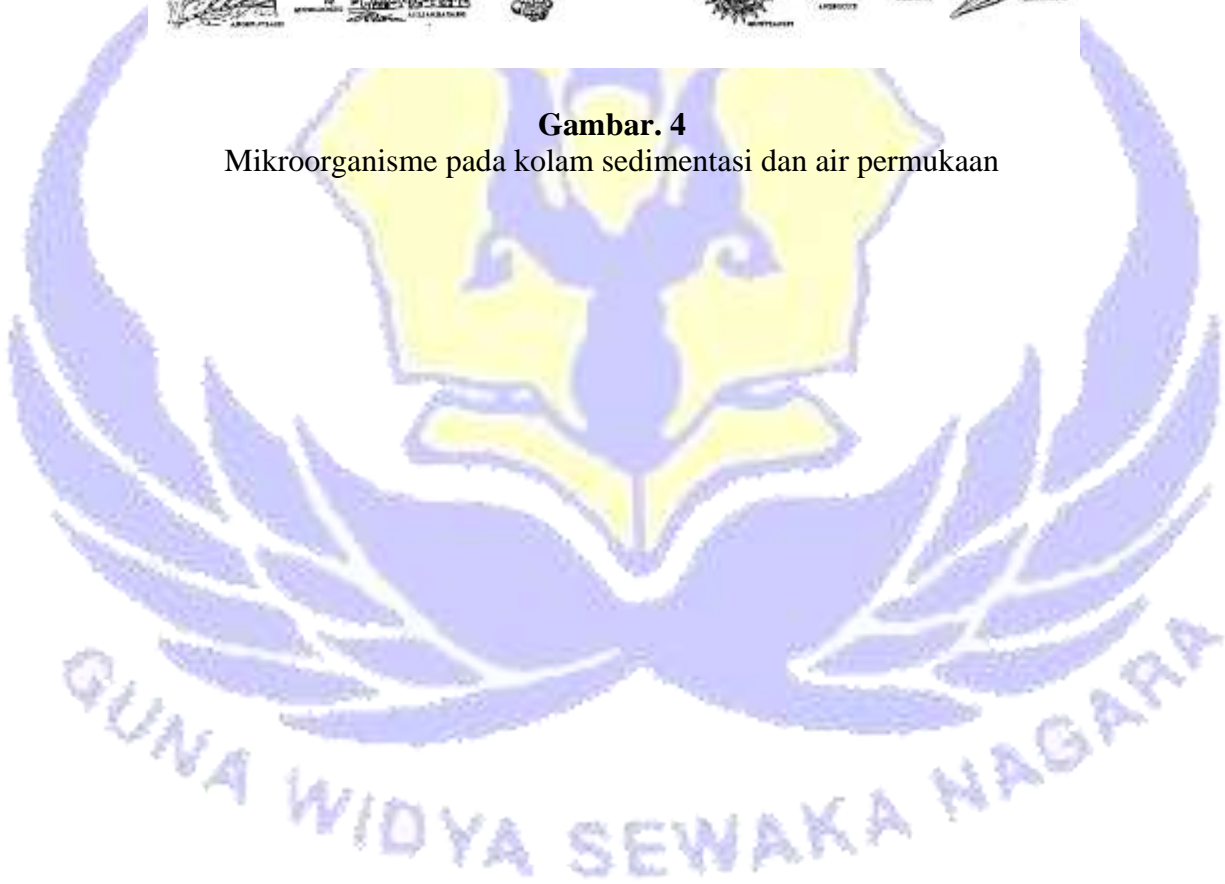 Gambar. 4
Mikroorganisme pada kolam sedimentasi dan air permukaan
GUNA WIDYA SEWAKA NAGARA